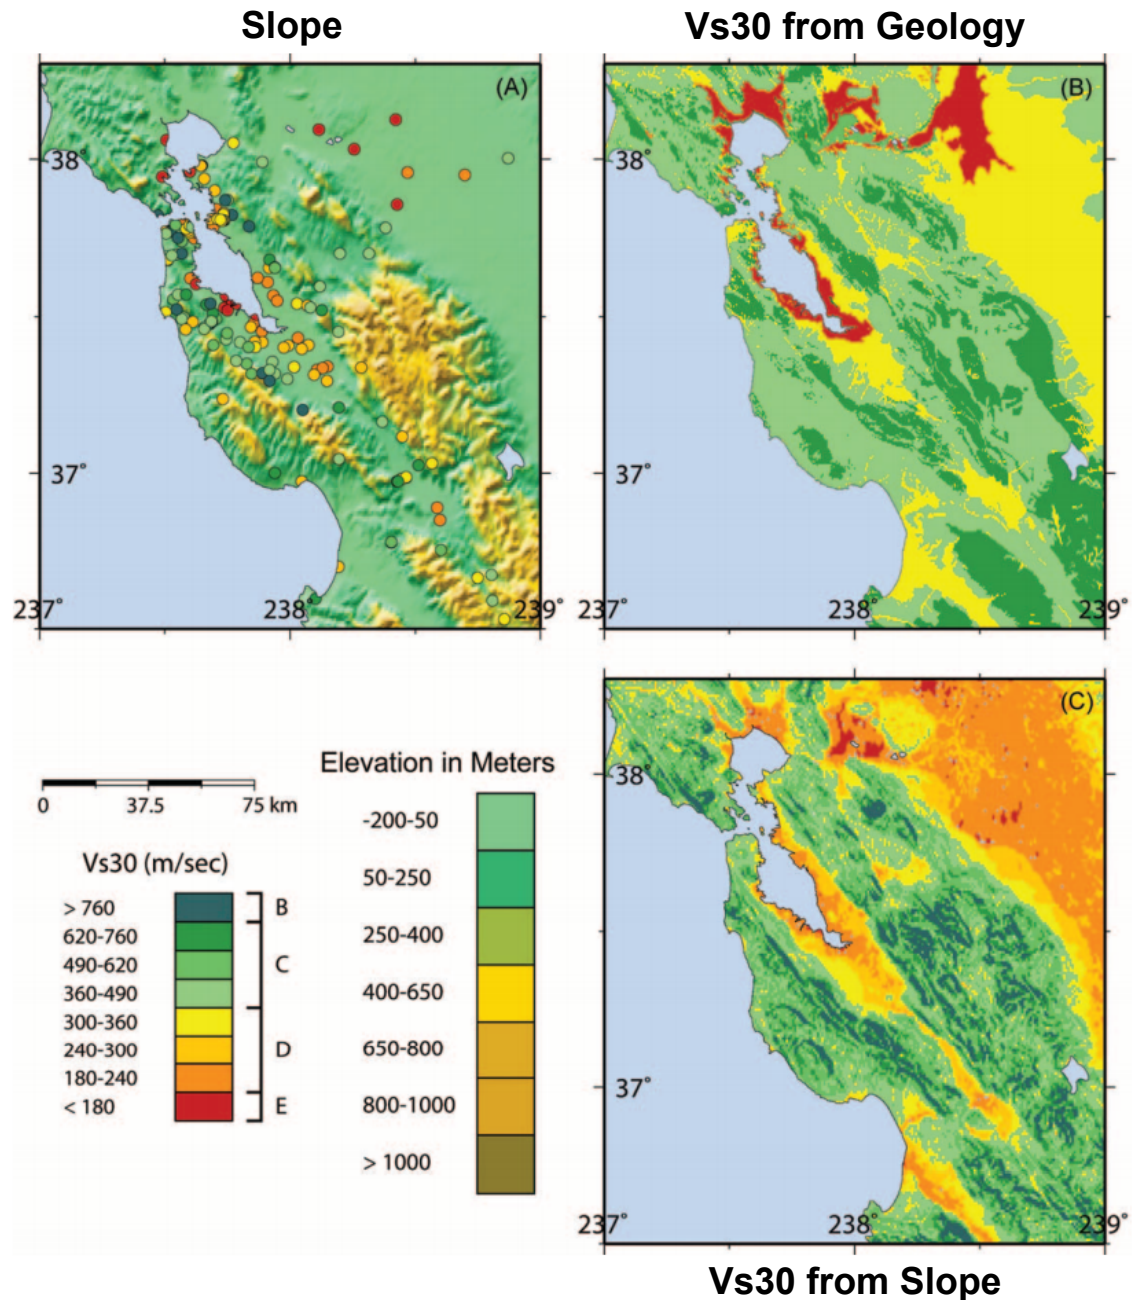 Slope
Vs30 from Geology
(A)
(B)
38°
38°
37°
37°
237°
238°
239°
237°
238°
239°
(C)
38°
37°
237°
238°
239°
Vs30 from Slope
0 37.5 75 km
Vs30 (m/sec)
> 760
620-760
490-620
360-490
300-360
240-300
180-240
< 180
B
C
D
E
Elevation in Meters
-200-50
50-250
250-400
400-650
650-800
800-1000
> 1000